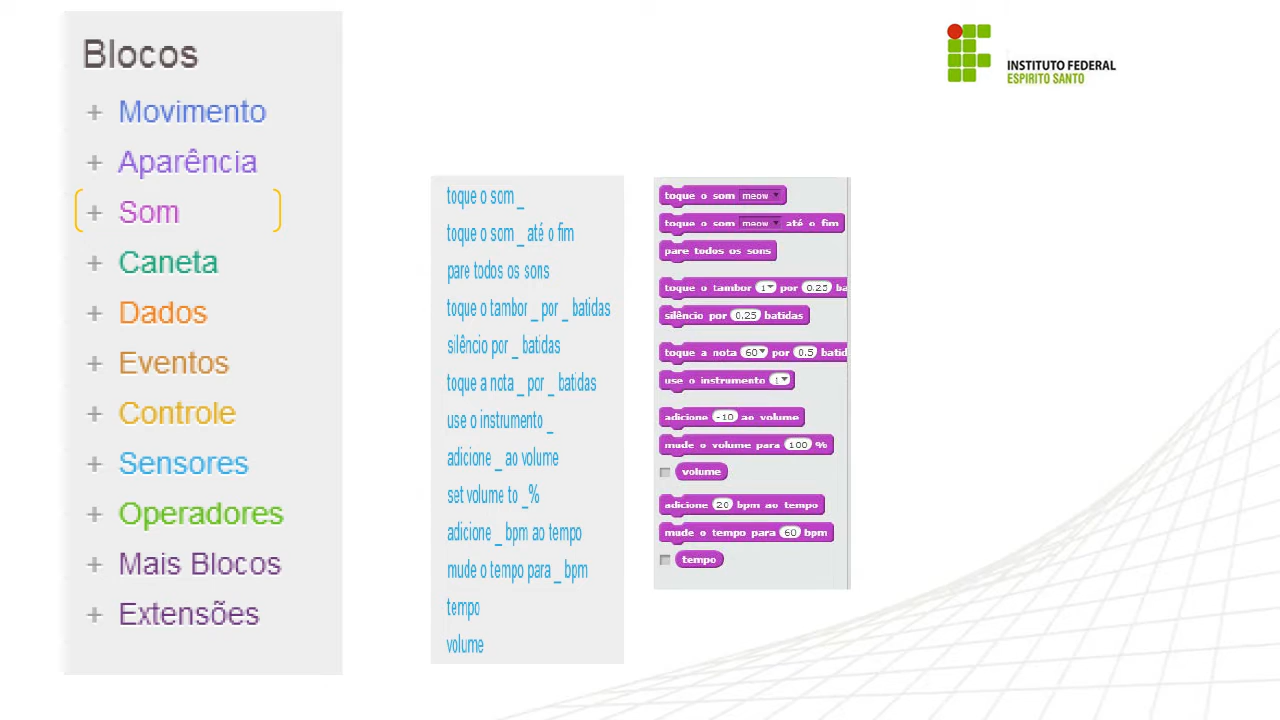 Blocos
+ Movimento
+ Aparência
+ Som
+ Caneta
+ Dados
+ Eventos
+ Controle
+ Sensores
+ Operadores
+ Mais Blocos
+ Extensões
toque o som _
toque o som _ até o fim
pare todos os sons
toque o tambor _ por _ batidas
silêncio por _ batidas
toque a nota _ por _ batidas
use o instrumento _
adicione _ ao volume
set volume to _%
adicione _ bpm ao tempo
mude o tempo para _ bpm
tempo
volume
toque o som meow
toque o som meow até o fim
pare todos os sons
toque o tambor 1 por 0.25 ba
silêncio por 0.25 batidas
toque a nota 60 por 0.5 batid
use o instrumento 1
adicione -10 ao volume
mude o volume para 100 %
volume
adicione 20 bpm ao tempo
mude o tempo para 60 bpm
tempo
INSTITUTO FEDERAL
ESPIRITO SANTO